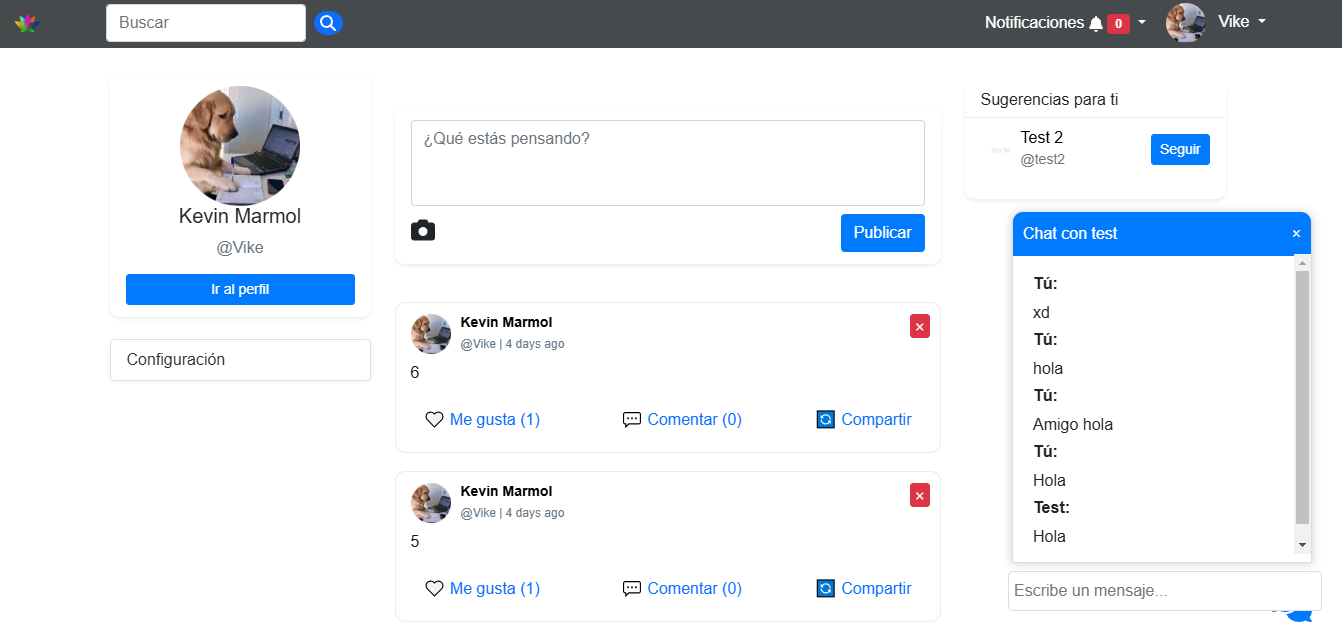 Buscar
Notificaciones 0
Vike
Kevin Marmol
@Vike
Ir al perfil
Configuración
¿Qué estás pensando?
Publicar
Kevin Marmol
@Vike | 4 days ago
6
Me gusta (1) Comentar (0) Compartir
Kevin Marmol
@Vike | 4 days ago
5
Me gusta (1) Comentar (0) Compartir
Sugerencias para ti
Test 2
@test2
Seguir
Chat con test ×
Tú:
xd
Tú:
hola
Tú:
Amigo hola
Tú:
Hola
Test:
Hola
Escribe un mensaje...